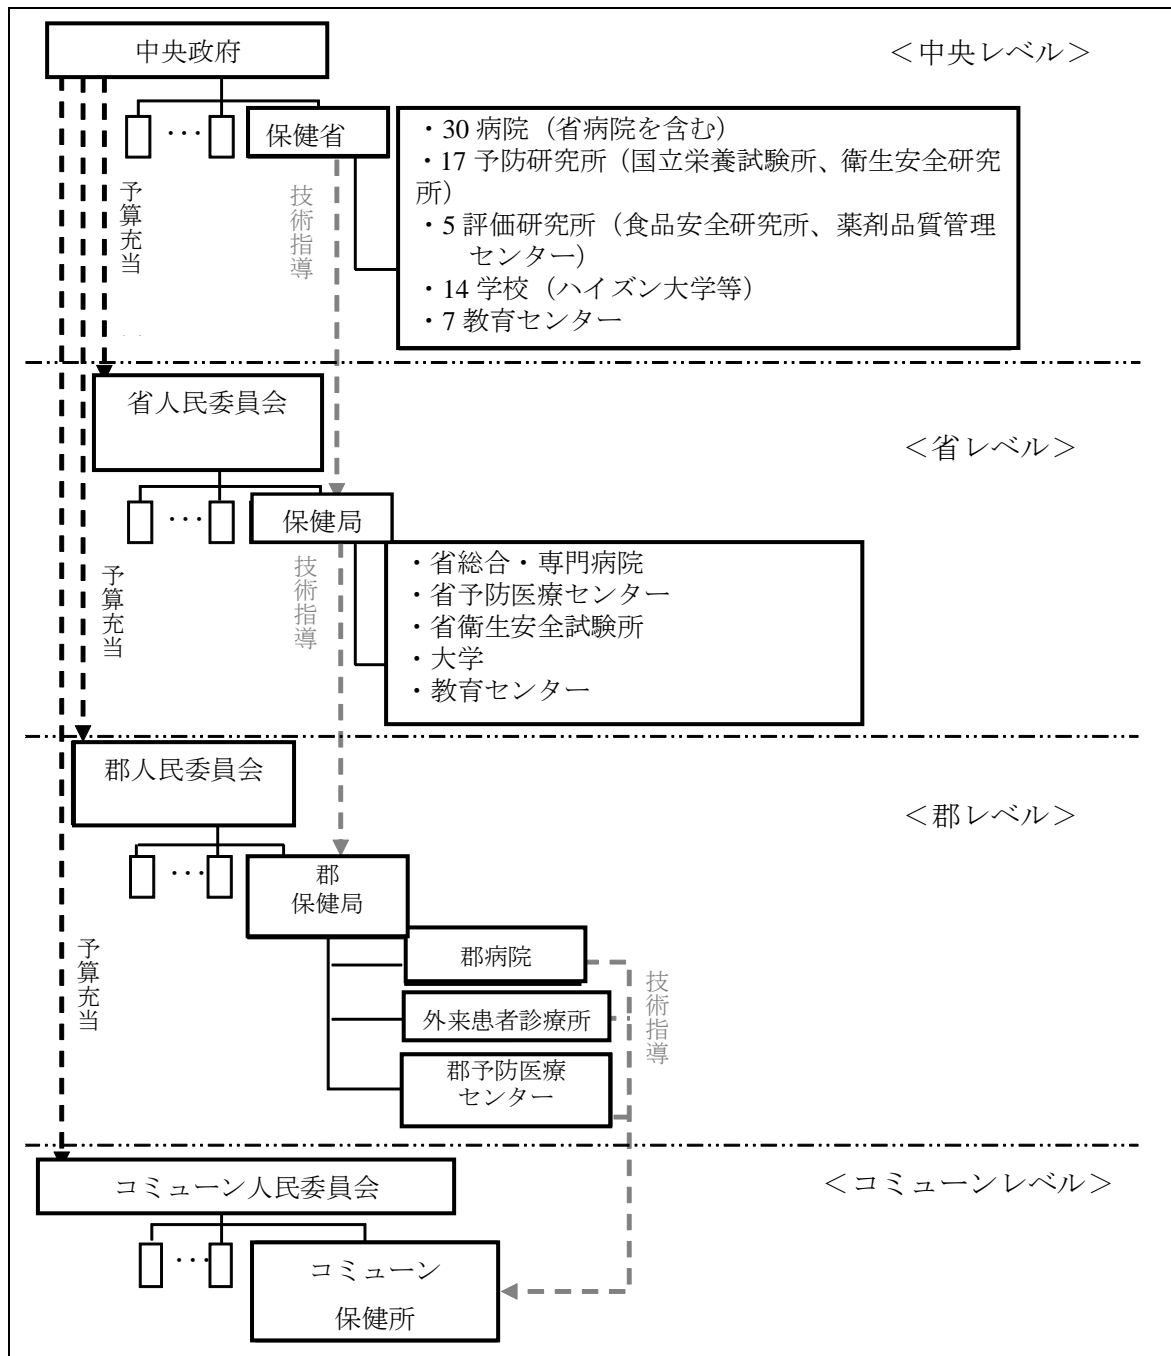 中央政府
＜中央レベル＞
・・・
保健省
・30 病院（省病院を含む）
・17 予防研究所（国立栄養試験所、衛生安全研究
所）
・5 評価研究所（食品安全研究所、薬剤品質管理
センター）
・14 学校（ハイズン大学等）
・7 教育センター
予算充当
技術指導
省人民委員会
＜省レベル＞
・・・
保健局
・省総合・専門病院
・省予防医療センター
・省衛生安全試験所
・大学
・教育センター
予算充当
技術指導
郡人民委員会
＜郡レベル＞
・・・
郡
保健局
郡病院
外来患者診療所
郡予防医療
センター
予算充当
技術指導
コミューン人民委員会
＜コミューンレベル＞
・・・
コミューン
保健所